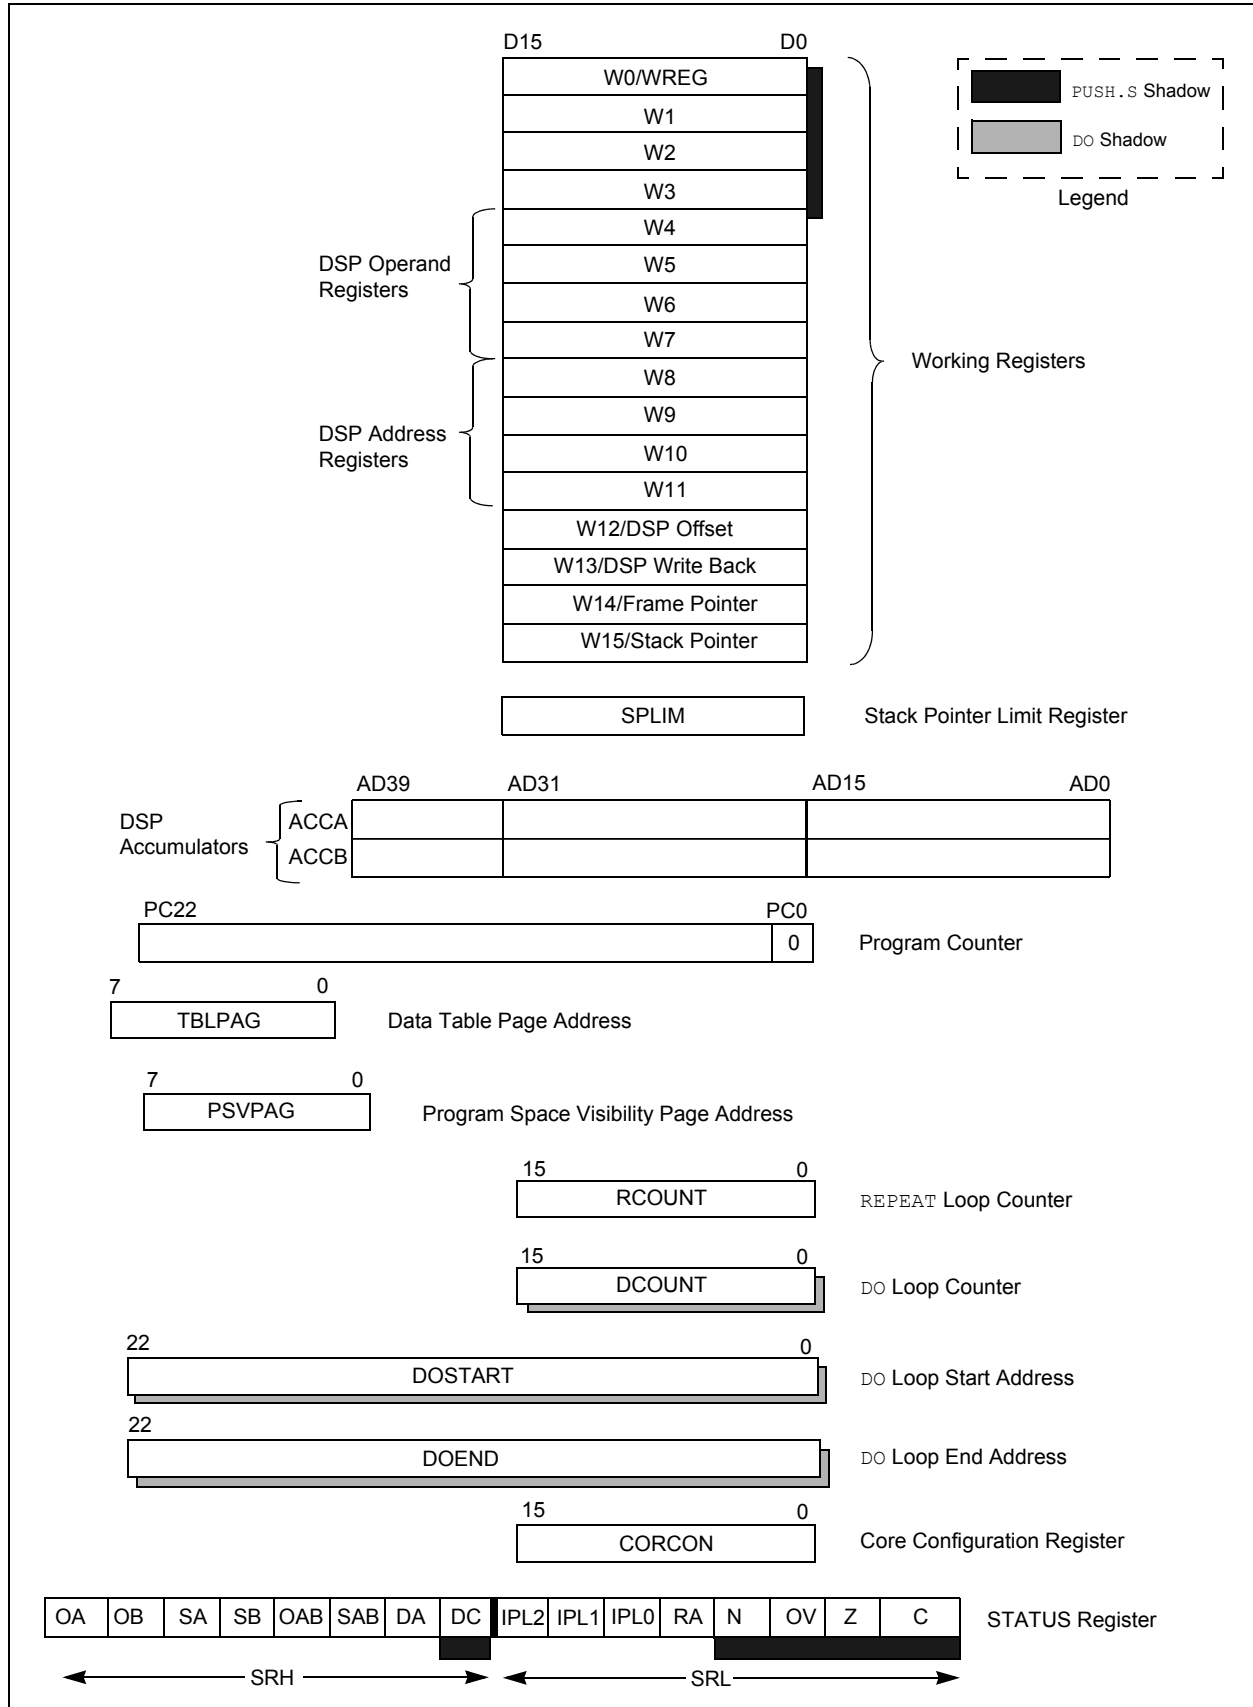 D15 D0
W0/WREG
W1
W2
W3
W4
W5
W6
W7
W8
W9
W10
W11
W12/DSP Offset
W13/DSP Write Back
W14/Frame Pointer
W15/Stack Pointer
PUSH.S Shadow
DO Shadow
Legend
DSP Operand
Registers
DSP Address
Registers
Working Registers
SPLIM Stack Pointer Limit Register
AD39 AD31 AD15 AD0
DSP
Accumulators
ACCA
ACCB
PC22 PC0
0 Program Counter
7 0
TBLPAG Data Table Page Address
7 0
PSVPAG Program Space Visibility Page Address
15 0
RCOUNT REPEAT Loop Counter
15 0
DCOUNT DO Loop Counter
22 0
DOSTART DO Loop Start Address
22
DOEND DO Loop End Address
15 0
CORCON Core Configuration Register
OA OB SA SB OAB SAB DA DC IPL2 IPL1 IPL0 RA N OV Z C STATUS Register
SRH SRL